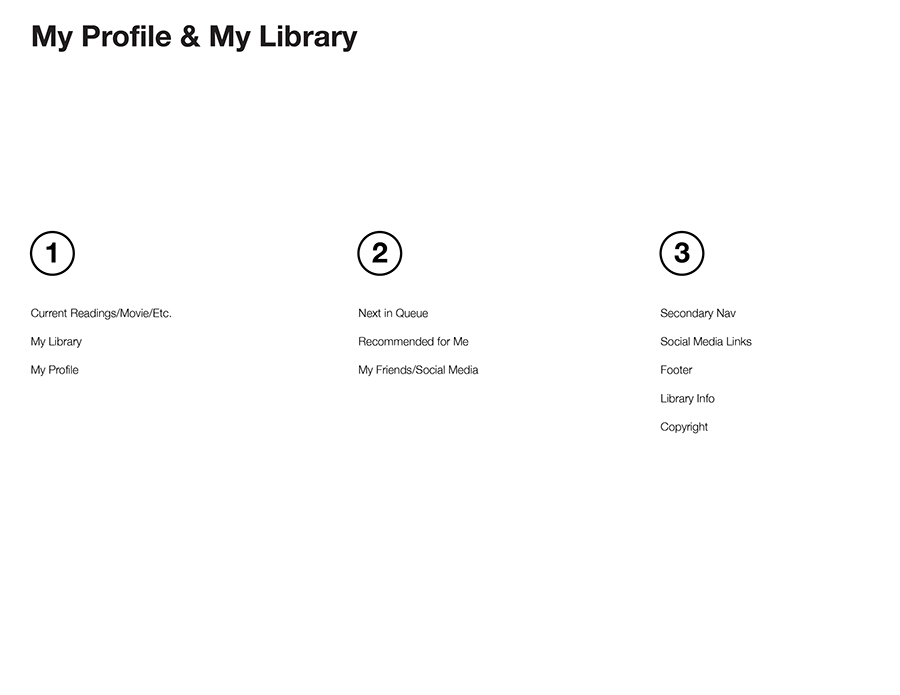 My Profile & My Library
1
Current Readings/Movie/Etc.
My Library
My Profile
2
Next in Queue
Recommended for Me
My Friends/Social Media
3
Secondary Nav
Social Media Links
Footer
Library Info
Copyright